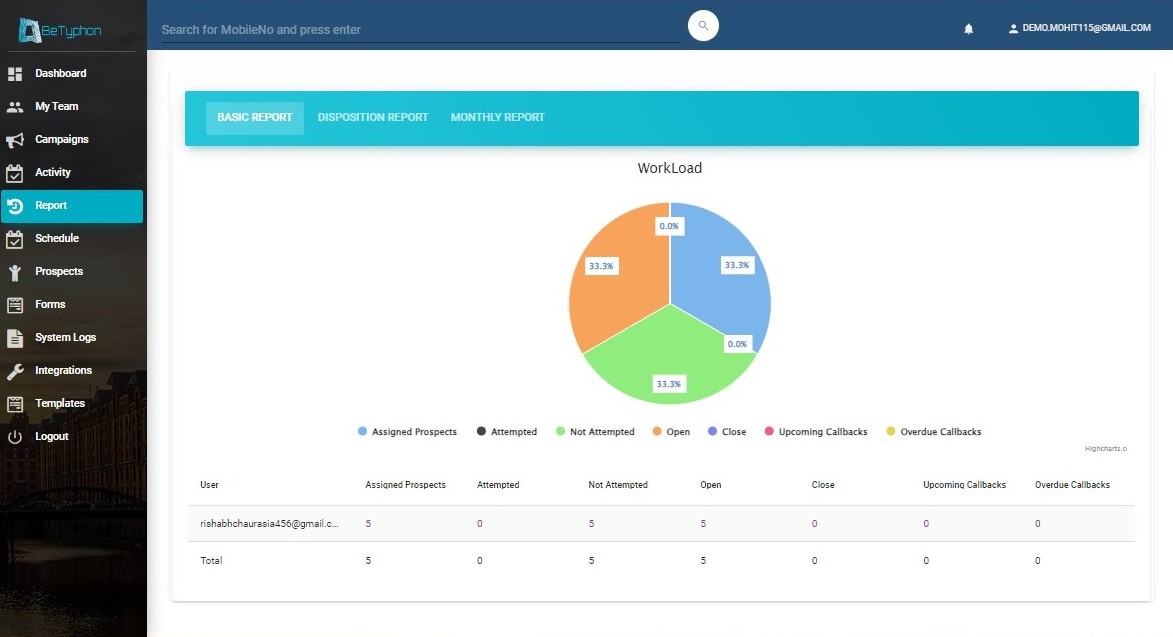 BeTyphon
Search for MobileNo and press enter
DEMO.MOHIT115@GMAIL.COM
Dashboard
My Team
Campaigns
Activity
Report
Schedule
Prospects
Forms
System Logs
Integrations
Templates
Logout
BASIC REPORT DISPOSITION REPORT MONTHLY REPORT
WorkLoad
0.0%
33.3% 33.3%
0.0%
33.3%
Assigned Prospects Attempted Not Attempted Open Close Upcoming Callbacks Overdue Callbacks
Highcharts.o
User Assigned Prospects Attempted Not Attempted Open Close Upcoming Callbacks Overdue Callbacks
rishabhchaurasia456@gmail.c... 5 0 5 5 0 0 0
Total 5 0 5 5 0 0 0